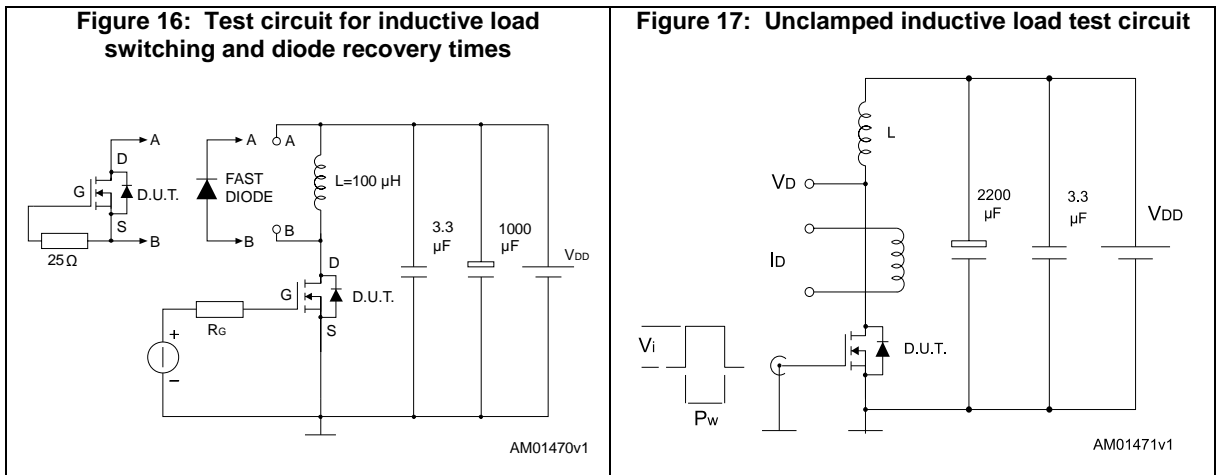 Figure 16: Test circuit for inductive load
switching and diode recovery times
A
D
G
D.U.T.
S
B
25Ω
A
FAST
DIODE
B
A
L=100 µH
B
D
G
D.U.T.
S
RG
+
–
3.3
µF
1000
µF
VDD
AM01470v1
Figure 17: Unclamped inductive load test circuit
L
VD
ID
2200
µF
3.3
µF
VDD
Vi
Pw
D.U.T.
AM01471v1